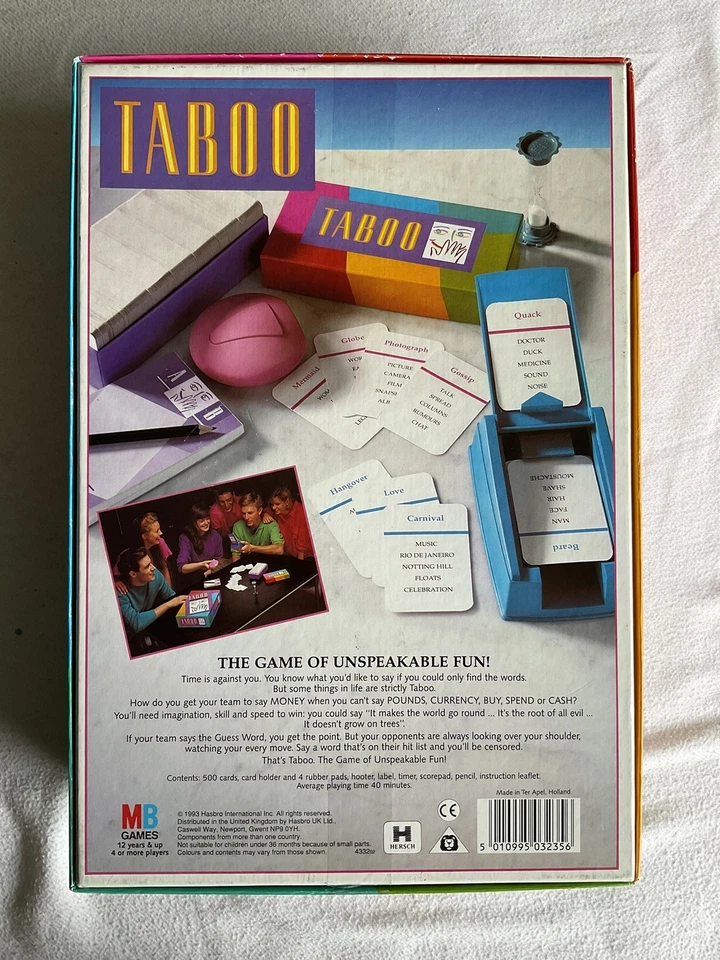 TABOO
TABOO
Quack
DOCTOR
DUCK
MEDICINE
SOUND
NOISE
Mermaid
Globe
Photograph
PICTURE
CAMERA
FILM
Gossip
TALK
SPREAD
COLUMNS
RUMOURS
CHAT
Hangover
Love
Carnival
MUSIC
RIO DE JANEIRO
NOTTING HILL
FLOATS
CELEBRATION
Beard
MAN
FACE
HAIR
SHAVE
MOUSTACHE
TABOO
TABOO
THE GAME OF UNSPEAKABLE FUN!
Time is against you. You know what you'd like to say if you could only find the words.
But some things in life are strictly Taboo.
How do you get your team to say MONEY when you can't say POUNDS, CURRENCY, BUY, SPEND or CASH?
You'll need imagination, skill and speed to win: you could say "It makes the world go round ... It's the root of all evil ...
It doesn't grow on trees".
If your team says the Guess Word, you get the point. But your opponents are always looking over your shoulder,
watching your every move. Say a word that's on their hit list and you'll be censored.
That's Taboo. The Game of Unspeakable Fun!
Contents: 500 cards, card holder and 4 rubber pads, hooter, label, timer, scorepad, pencil, instruction leaflet.
Average playing time 40 minutes.
Made in Ter Apel, Holland.
MB
GAMES
12 years & up
4 or more players
© 1993 Hasbro International Inc. All rights reserved.
Distributed in the United Kingdom by Hasbro UK Ltd.,
Caswell Way, Newport, Gwent NP9 0YH.
Components from more than one country.
Not suitable for children under 36 months because of small parts.
Colours and contents may vary from those shown.
CE
H
HERSCH
5 010995 032356